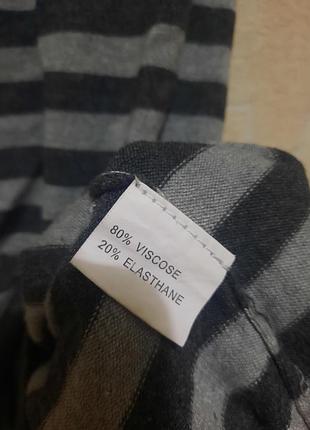 80% VISCOSE
20% ELASTHANE